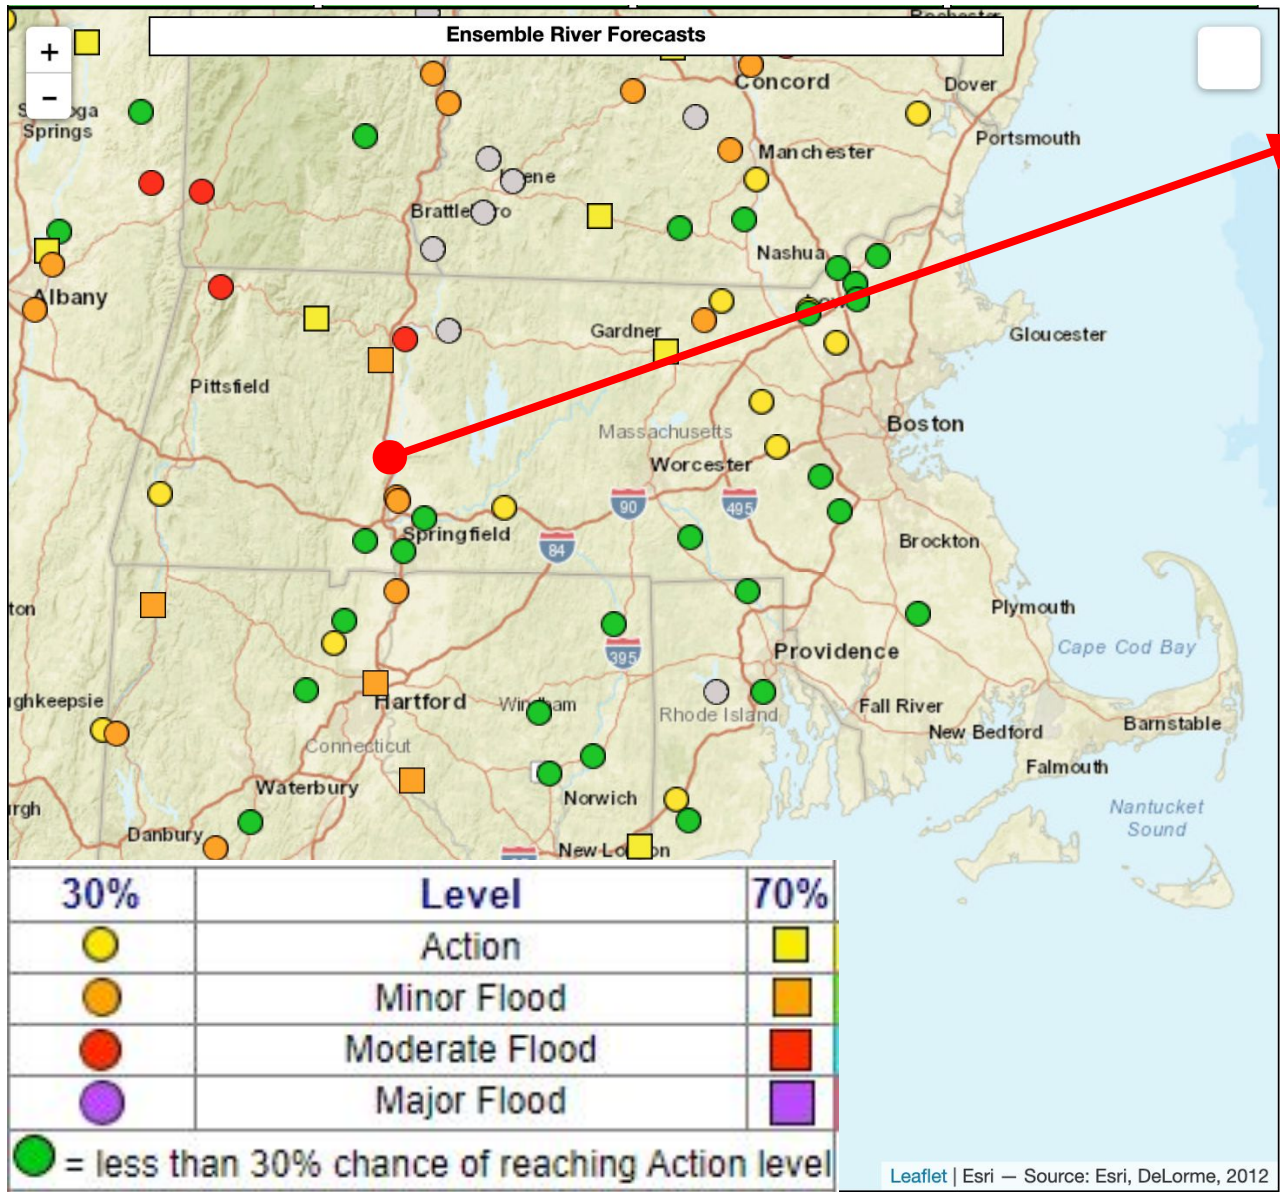 Ensemble River Forecasts
+
−
Springs
Concord
Dover
Portsmouth
Manchester
Nashua
Albany
Gardner
Gloucester
Pittsfield
Massachusetts
Boston
Worcester
90
495
Springfield
84
Brockton
Plymouth
Cape Cod Bay
395
Providence
Hartford
Rhode Island
Fall River
New Bedford
Barnstable
Connecticut
Falmouth
Waterbury
Norwich
Nantucket
Sound
Danbury
30% Level 70%
Action
Minor Flood
Moderate Flood
Major Flood
= less than 30% chance of reaching Action level
Leaflet | Esri — Source: Esri, DeLorme, 2012